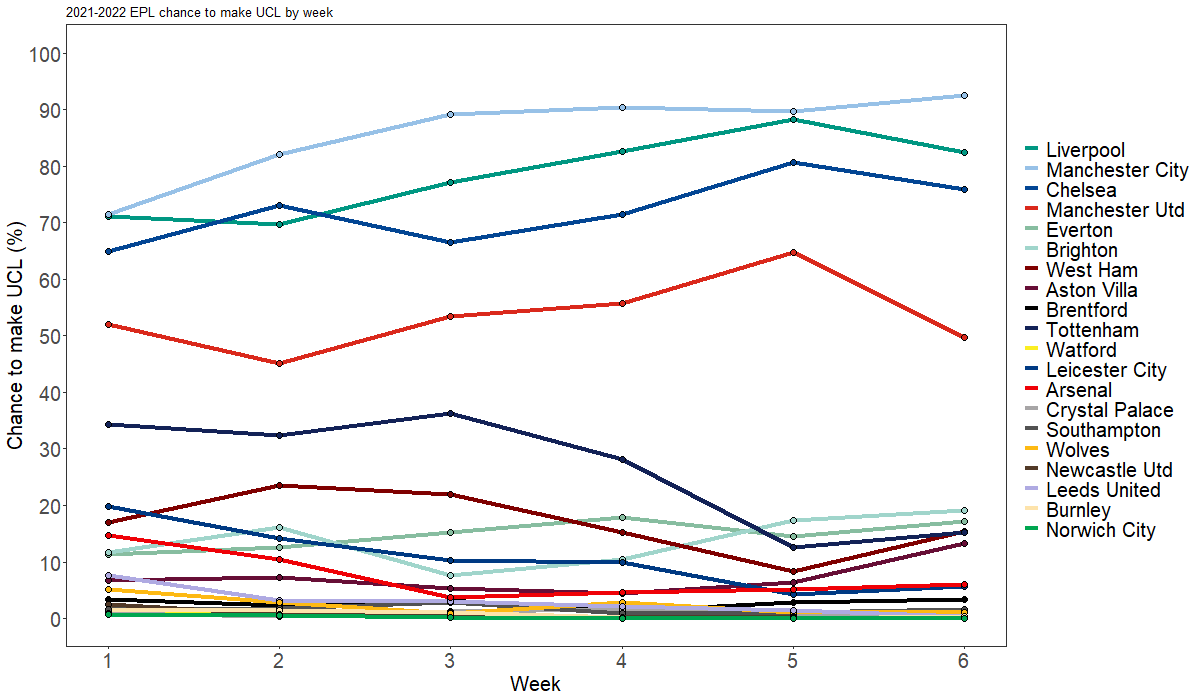 2021-2022 EPL chance to make UCL by week
Chance to make UCL (%)
100
90
80
70
60
50
40
30
20
10
0
1 2 3 4 5 6
Week
Liverpool
Manchester City
Chelsea
Manchester Utd
Everton
Brighton
West Ham
Aston Villa
Brentford
Tottenham
Watford
Leicester City
Arsenal
Crystal Palace
Southampton
Wolves
Newcastle Utd
Leeds United
Burnley
Norwich City